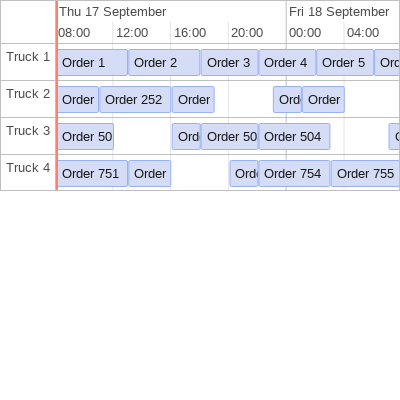 Thu 17 September Fri 18 September
08:00 12:00 16:00 20:00 00:00 04:00
Truck 1 Order 1 Order 2 Order 3 Order 4 Order 5 Ord
Truck 2 Order Order 252 Order Ord Order
Truck 3 Order 50 Ord Order 50 Order 504
Truck 4 Order 751 Order Ord Order 754 Order 755